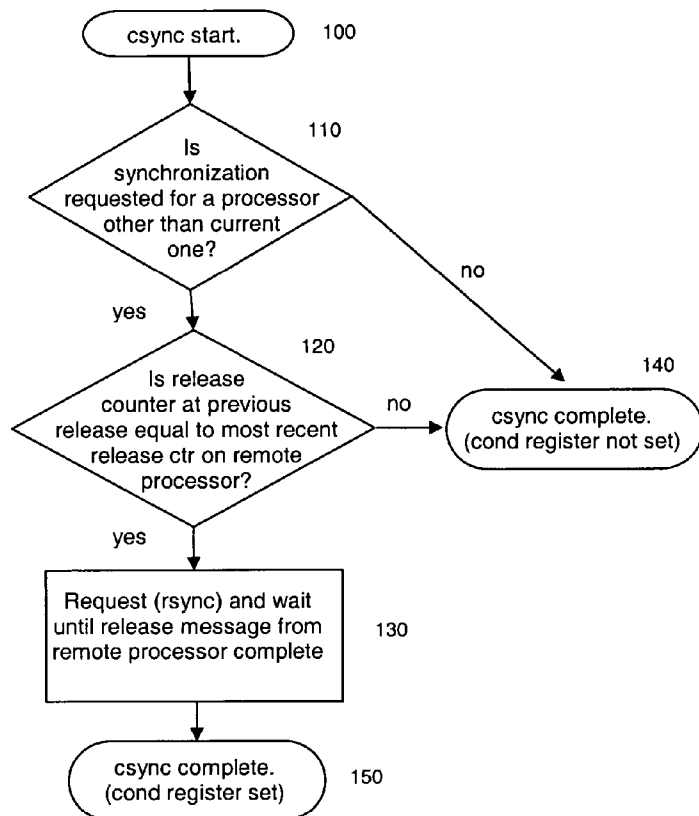 csync start.
100
110
Is
synchronization
requested for a processor
other than current
one?
no
yes
120
140
Is release
counter at previous
release equal to most recent
release ctr on remote
processor?
no
csync complete.
(cond register not set)
yes
Request (rsync) and wait
until release message from
remote processor complete
130
csync complete.
(cond register set)
150